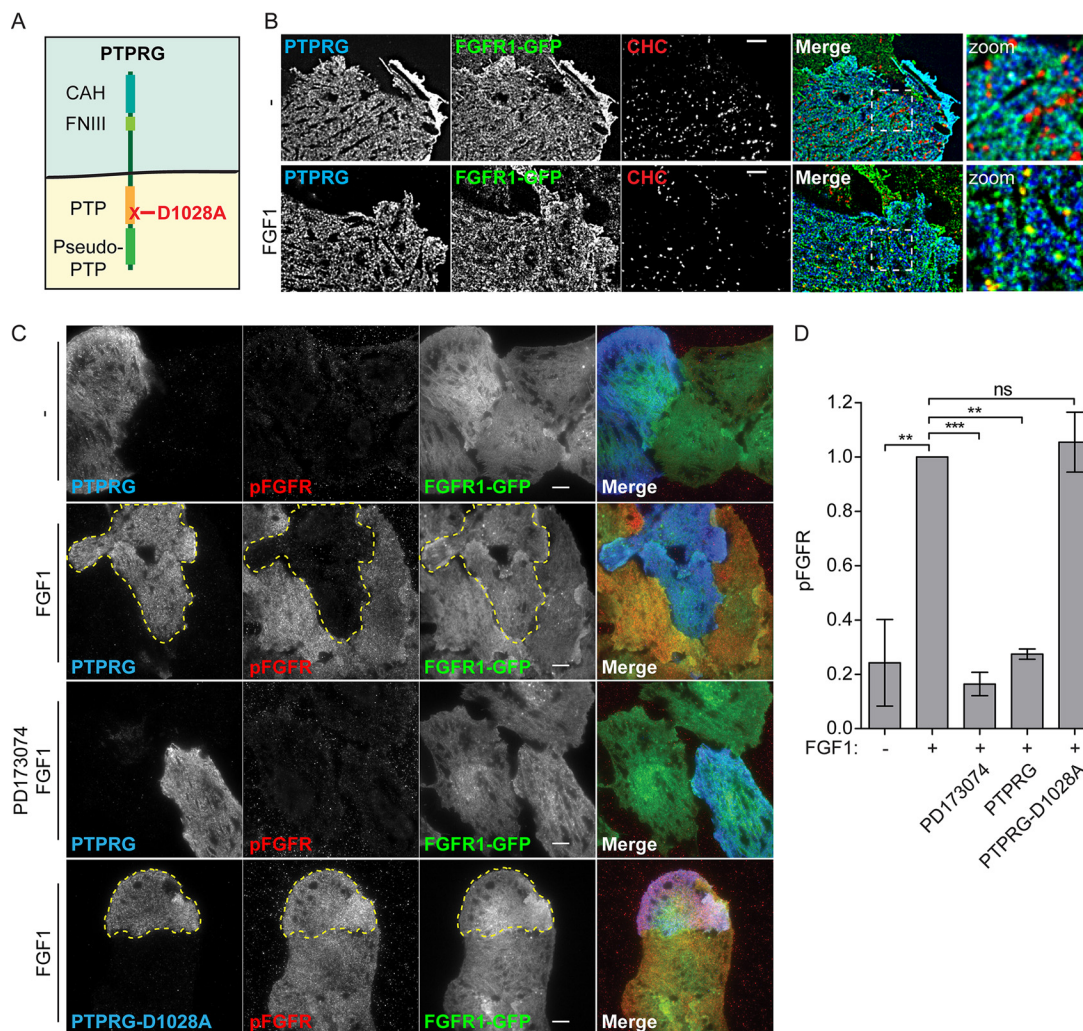 A
PTPRG
CAH
FNIII
PTP
X–D1028A
Pseudo-
PTP
B
PTPRG FGFR1-GFP CHC Merge zoom
-
PTPRG FGFR1-GFP CHC Merge zoom
FGF1
C
-
PTPRG pFGFR FGFR1-GFP Merge
FGF1
PTPRG pFGFR FGFR1-GFP Merge
PD173074
FGF1
PTPRG pFGFR FGFR1-GFP Merge
FGF1
PTPRG-D1028A pFGFR FGFR1-GFP Merge
D
ns
**
** ***
1.2
1.0
0.8
0.6
0.4
0.2
0.0
pFGFR
FGF1: - + + + +
PD173074
PTPRG
PTPRG-D1028A